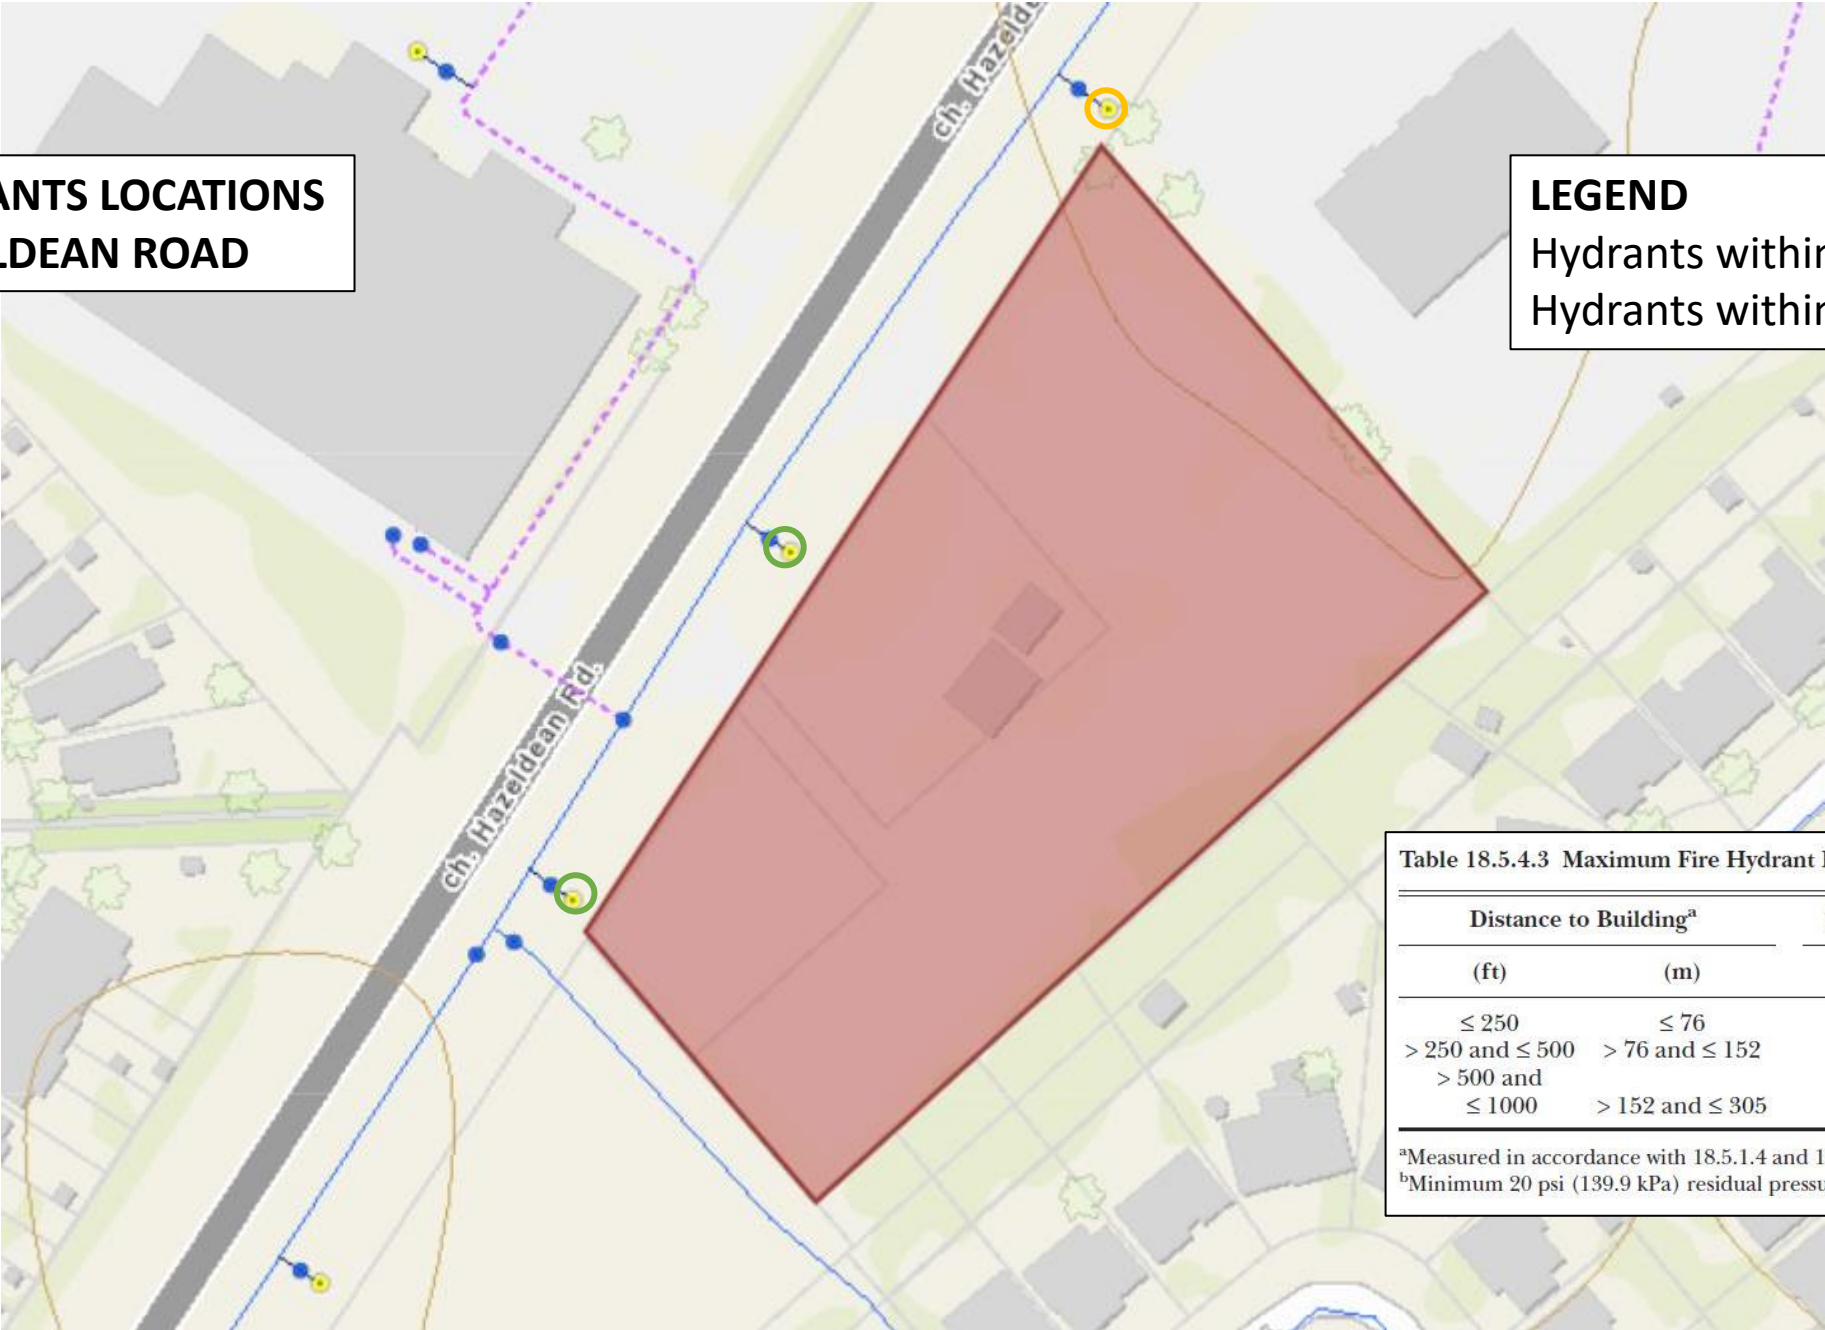 ch. Hazelde
ANTS LOCATIONS
LDEAN ROAD
LEGEND
Hydrants within
Hydrants within
ch. Hazeldean Rd.
Table 18.5.4.3 Maximum Fire Hydrant
Distance to Buildingᵃ
(ft) (m)
≤ 250 ≤ 76
> 250 and ≤ 500 > 76 and ≤ 152
> 500 and
≤ 1000 > 152 and ≤ 305
ᵃMeasured in accordance with 18.5.1.4 and 1
ᵇMinimum 20 psi (139.9 kPa) residual pressu